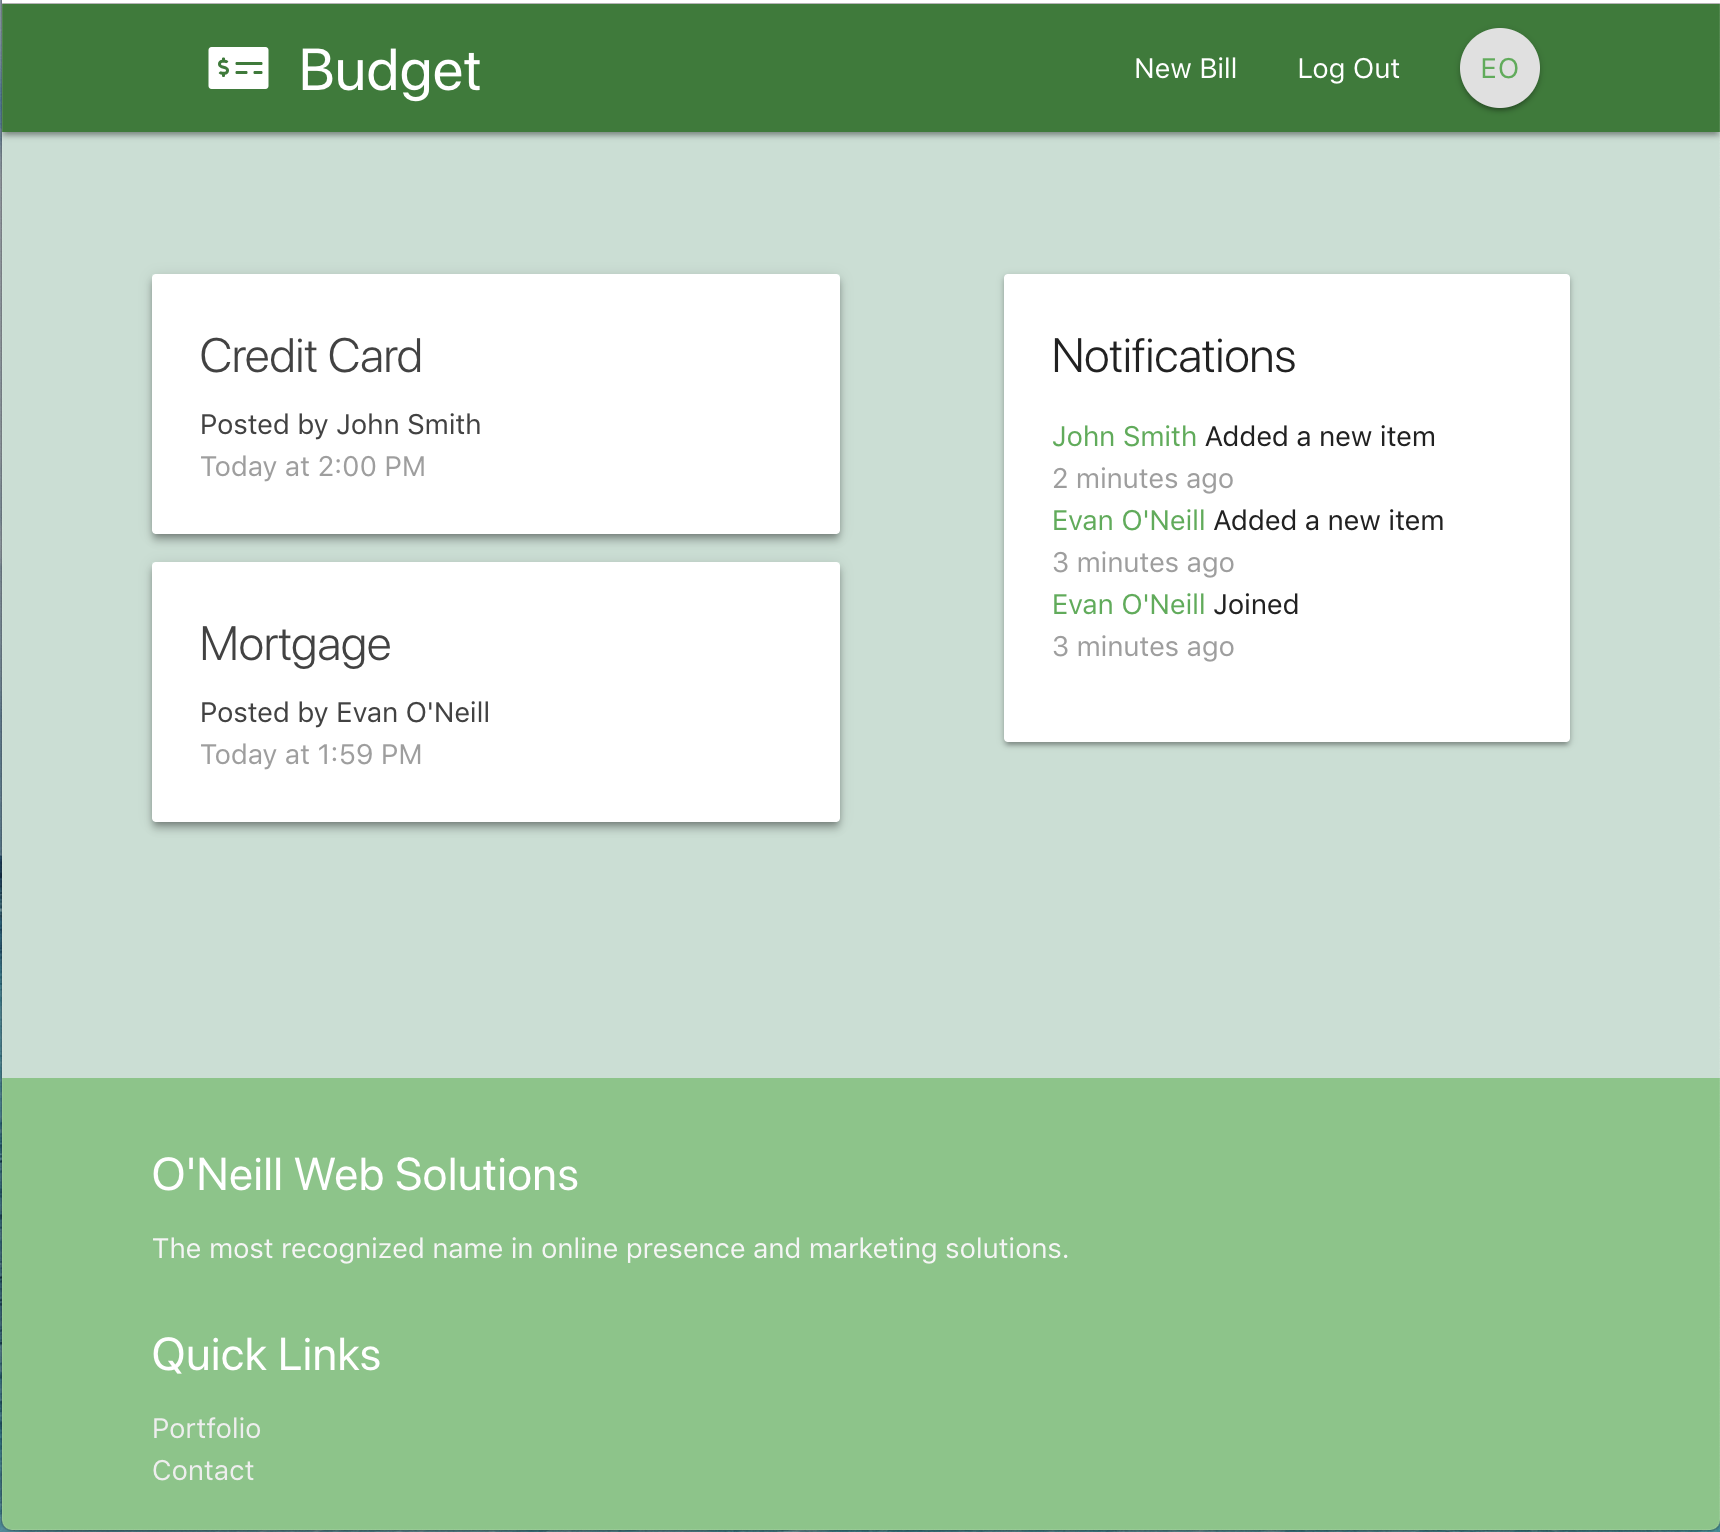 $ Budget
New Bill
Log Out
EO
Credit Card
Posted by John Smith
Today at 2:00 PM
Mortgage
Posted by Evan O'Neill
Today at 1:59 PM
Notifications
John Smith Added a new item
2 minutes ago
Evan O'Neill Added a new item
3 minutes ago
Evan O'Neill Joined
3 minutes ago
O'Neill Web Solutions
The most recognized name in online presence and marketing solutions.
Quick Links
Portfolio
Contact